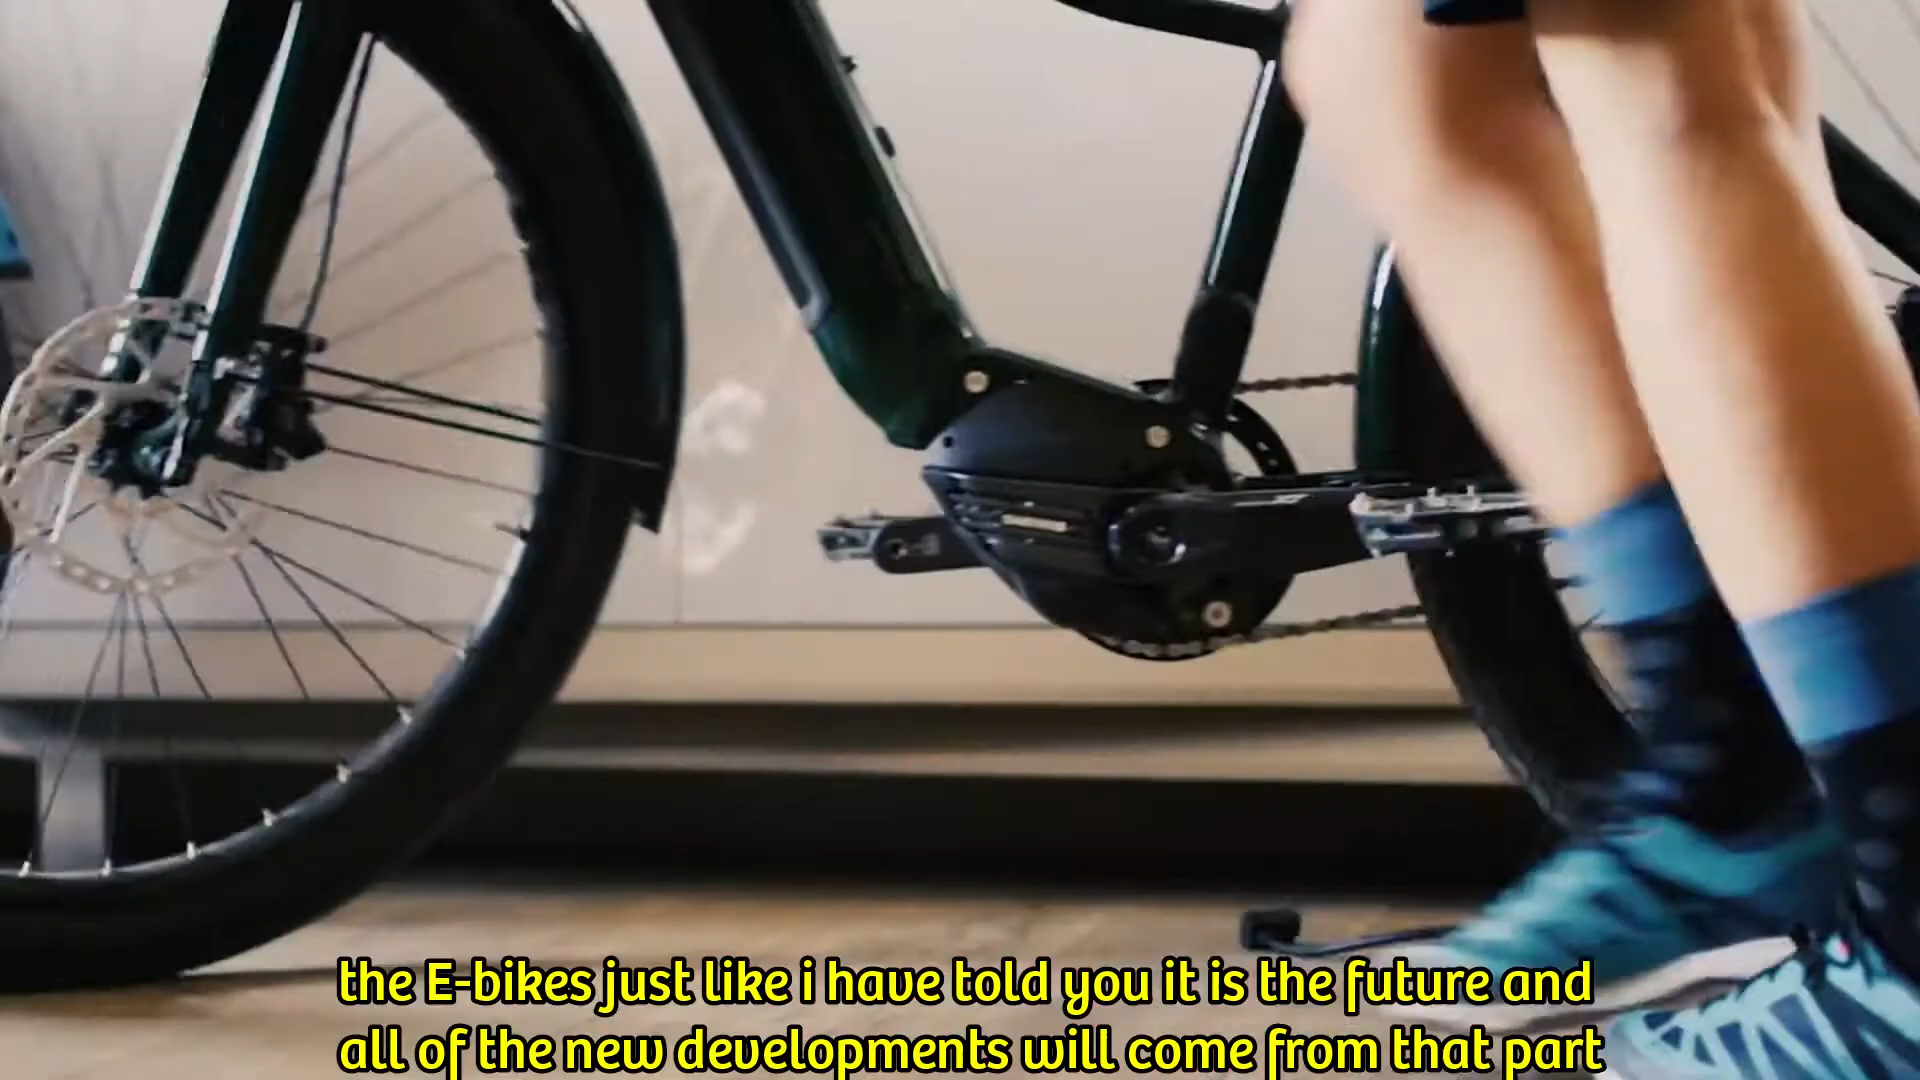 the E-bikes just like i have told you it is the future and
all of the new developments will come from that part